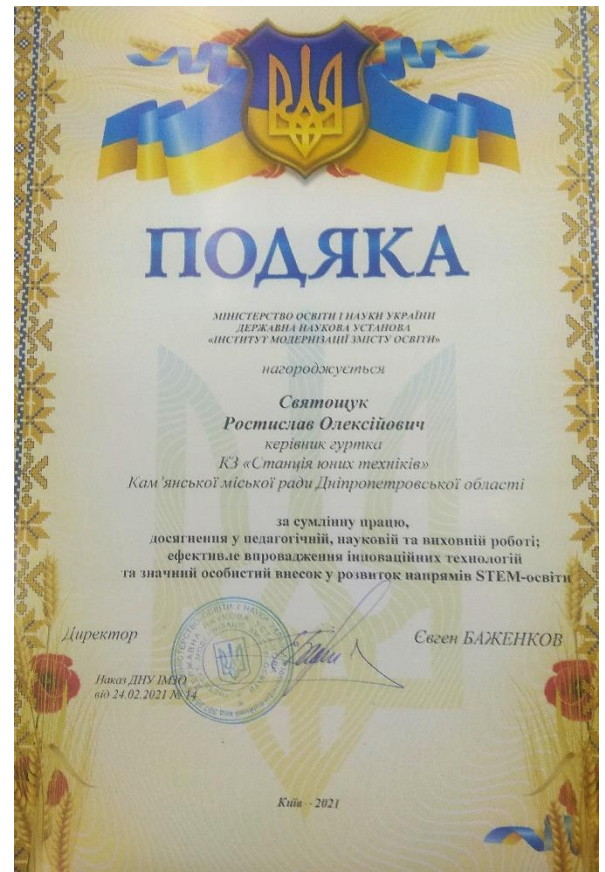 ПОДЯКА
МІНІСТЕРСТВО ОСВІТИ І НАУКИ УКРАЇНИ
ДЕРЖАВНА НАУКОВА УСТАНОВА
«ІНСТИТУТ МОДЕРНІЗАЦІЇ ЗМІСТУ ОСВІТИ»
нагороджується
Святощук
Ростислав Олексійович
керівник гуртка
КЗ «Станція юних техніків»
Кам'янської міської ради Дніпропетровської області
за сумлінну працю,
досягнення у педагогічній, науковій та виховній роботі;
ефективне впровадження інноваційних технологій
та значний особистий внесок у розвиток напрямів STEM-освіти
Директор
Євген БАЖЕНКОВ
Наказ ДНУ ІМЗО
від 24.02.2021 № 14
Київ - 2021